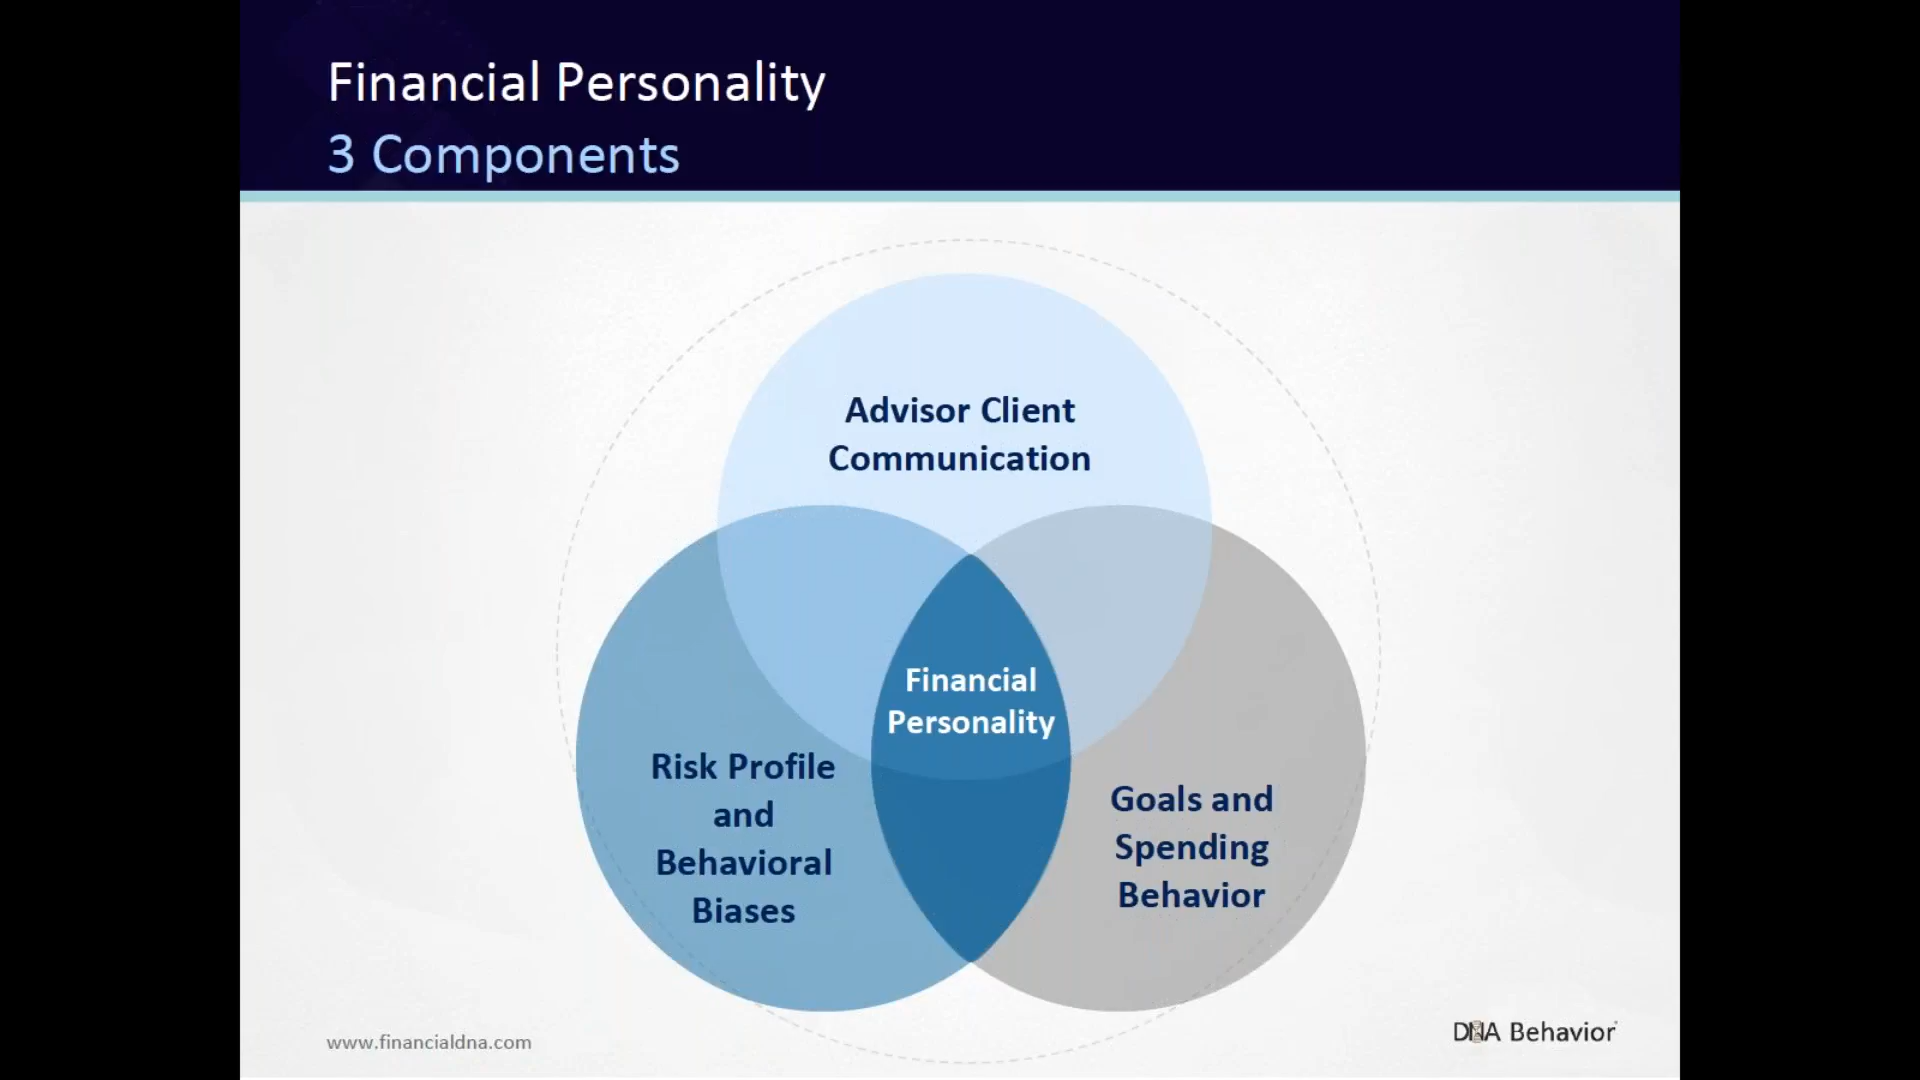 Financial Personality
3 Components
Advisor Client
Communication
Financial
Personality
Risk Profile
and
Behavioral
Biases
Goals and
Spending
Behavior
www.financialdna.com
DNA Behavior